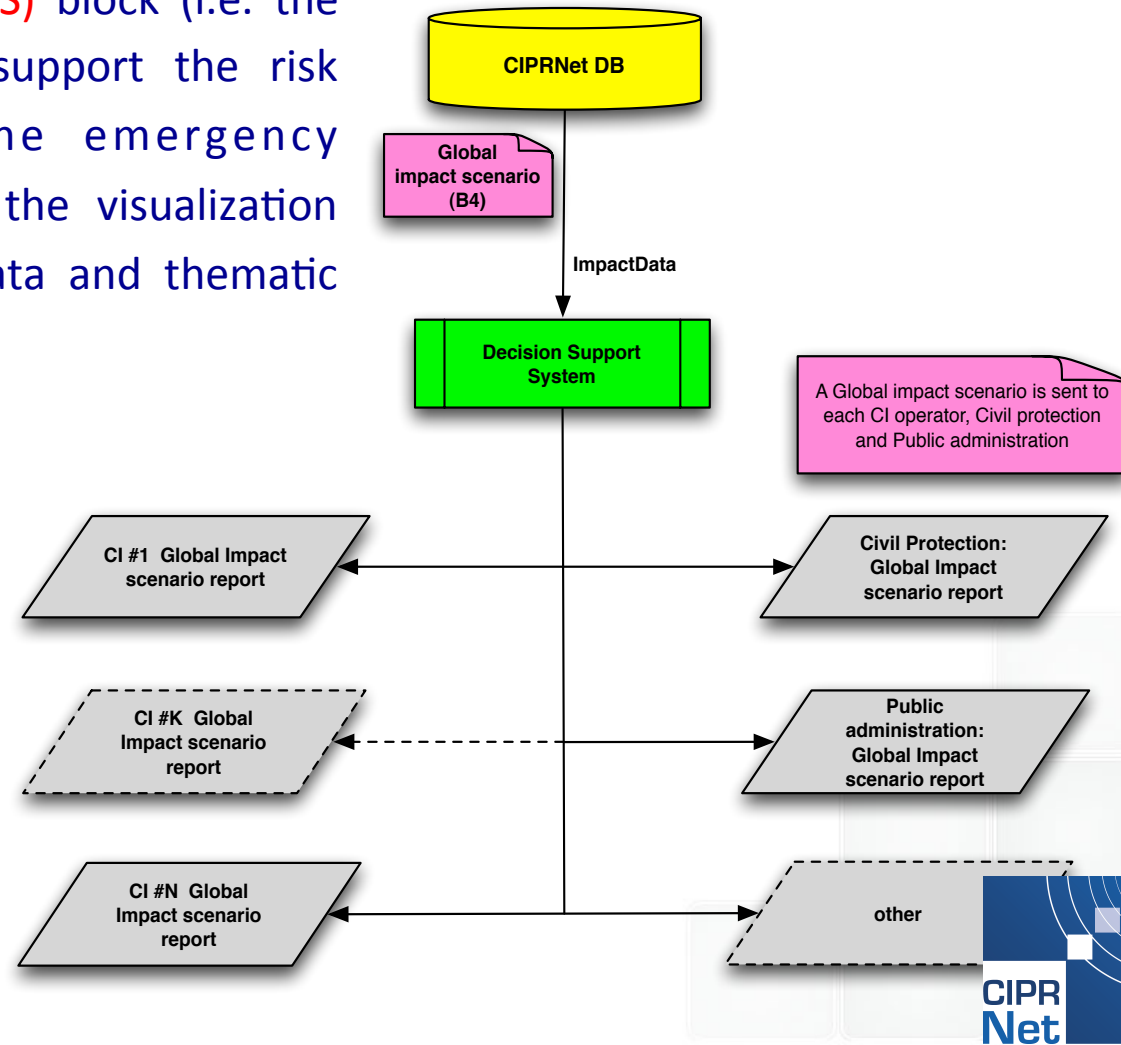 S) block (i.e. the
support the risk
he emergency
the visualization
ata and thematic
CIPRNet DB
Global
impact scenario
(B4)
ImpactData
Decision Support
System
A Global impact scenario is sent to
each CI operator, Civil protection
and Public administration
CI #1 Global Impact
scenario report
Civil Protection:
Global Impact
scenario report
CI #K Global
Impact scenario
report
Public
administration:
Global Impact
scenario report
CI #N Global
Impact scenario
report
other
CIPR
Net